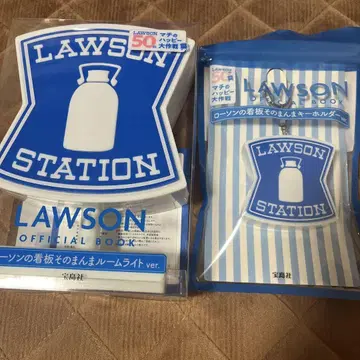 LAWSON
50th
マチの
ハッピー
大作戦
STATION
LAWSON
OFFICIAL BOOK
ローソンの看板そのまんまルームライト ver.
宝島社
マチの
ハッピー
大作戦
LAWSON
OFFICIAL BOOK
ローソンの看板そのまんまキーホルダー
LAWSON
STATION
宝島社